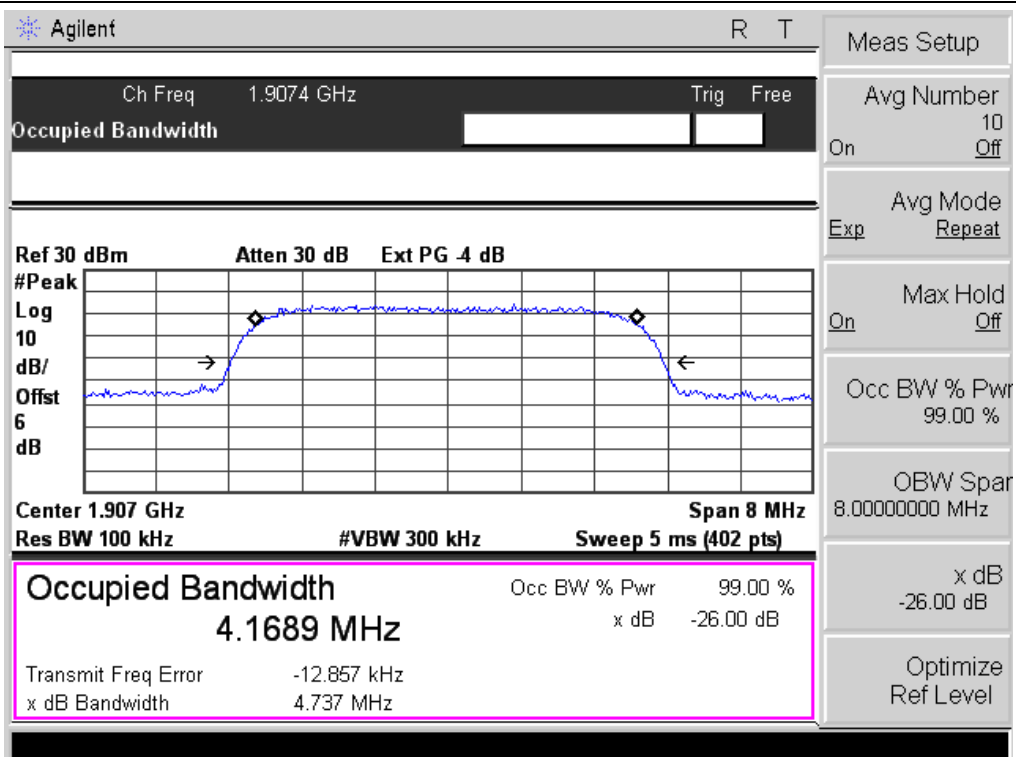 Agilent R T
Ch Freq 1.9074 GHz Trig Free
Occupied Bandwidth
Ref 30 dBm Atten 30 dB Ext PG -4 dB
#Peak
Log
10
dB/
Offst
6
dB
Center 1.907 GHz Span 8 MHz
Res BW 100 kHz #VBW 300 kHz Sweep 5 ms (402 pts)
Occupied Bandwidth
4.1689 MHz
Occ BW % Pwr 99.00 %
x dB -26.00 dB
Transmit Freq Error -12.857 kHz
x dB Bandwidth 4.737 MHz
Meas Setup
Avg Number
10
On Off
Avg Mode
Exp Repeat
Max Hold
On Off
Occ BW % Pwr
99.00 %
OBW Spar
8.00000000 MHz
x dB
-26.00 dB
Optimize
Ref Level